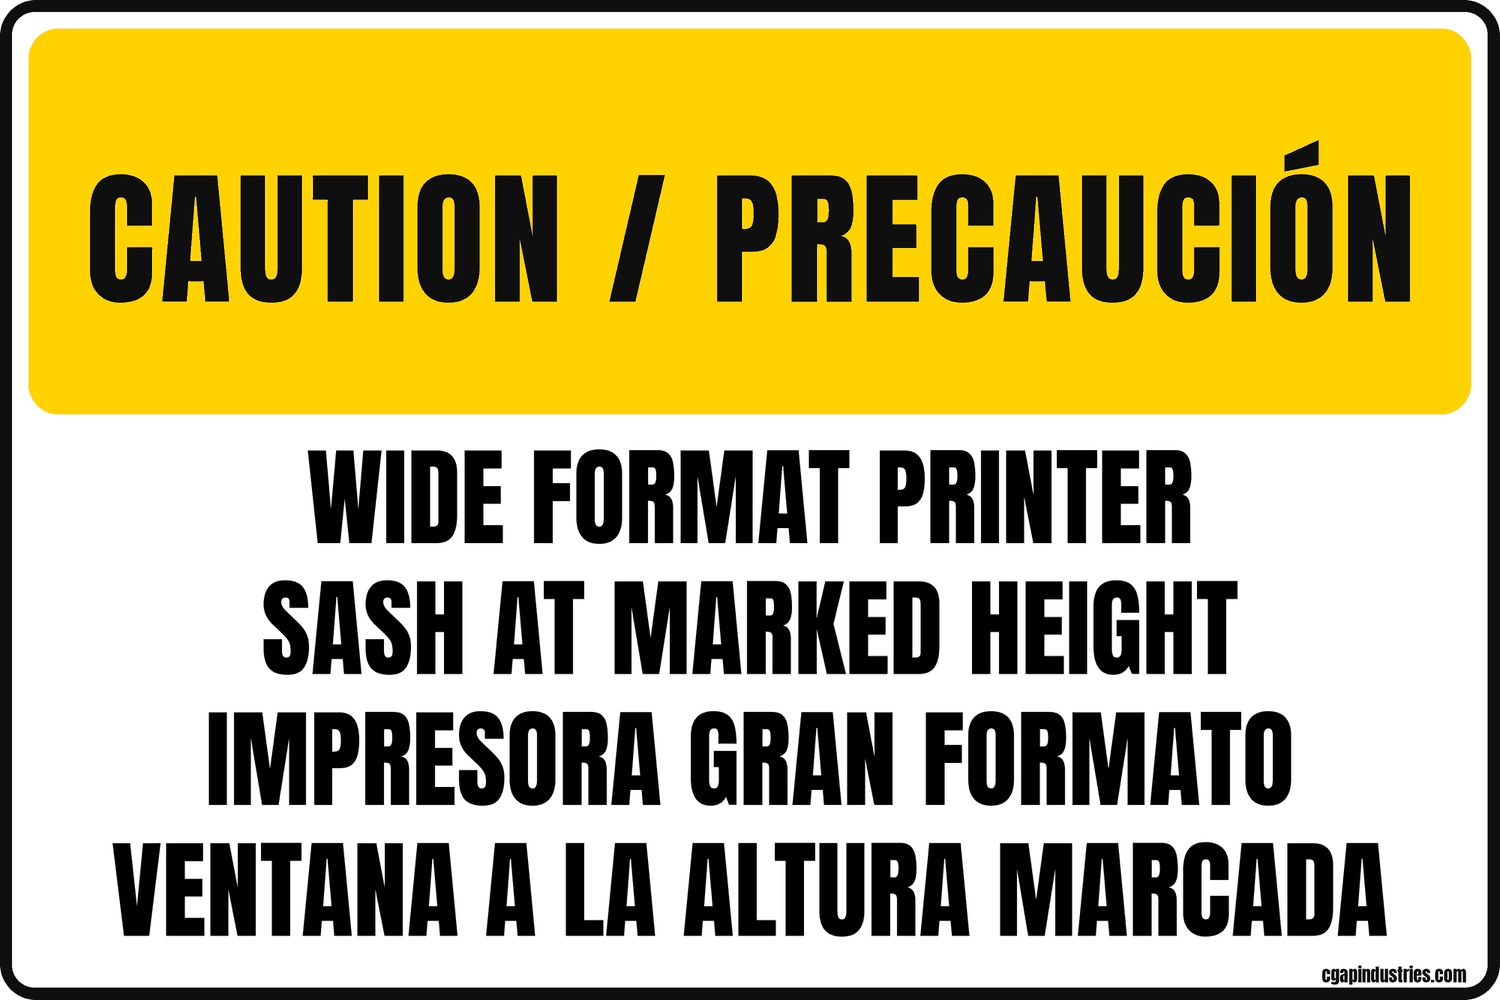 CAUTION / PRECAUCIÓN
WIDE FORMAT PRINTER
SASH AT MARKED HEIGHT
IMPRESORA GRAN FORMATO
VENTANA A LA ALTURA MARCADA
cgapindustries.com